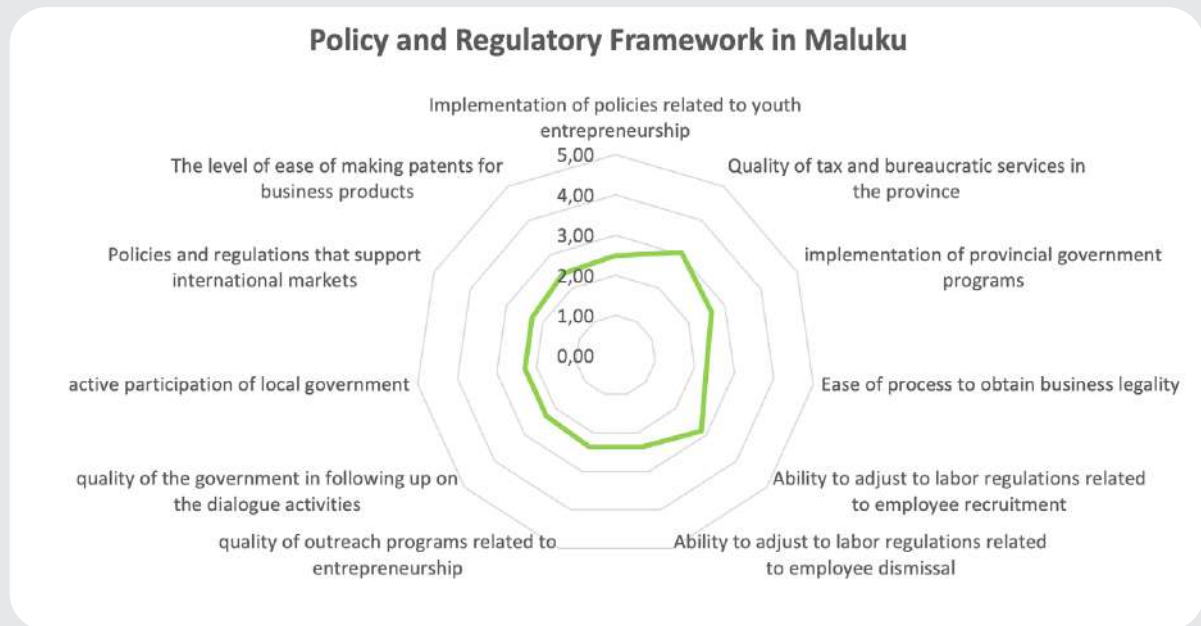 Policy and Regulatory Framework in Maluku
Implementation of policies related to youth
entrepreneurship
Quality of tax and bureaucratic services in
the province
implementation of provincial government
programs
Ease of process to obtain business legality
Ability to adjust to labor regulations related
to employee recruitment
Ability to adjust to labor regulations related
to employee dismissal
quality of outreach programs related to
entrepreneurship
quality of the government in following up on
the dialogue activities
active participation of local government
Policies and regulations that support
international markets
The level of ease of making patents for
business products
5,00
4,00
3,00
2,00
1,00
0,00